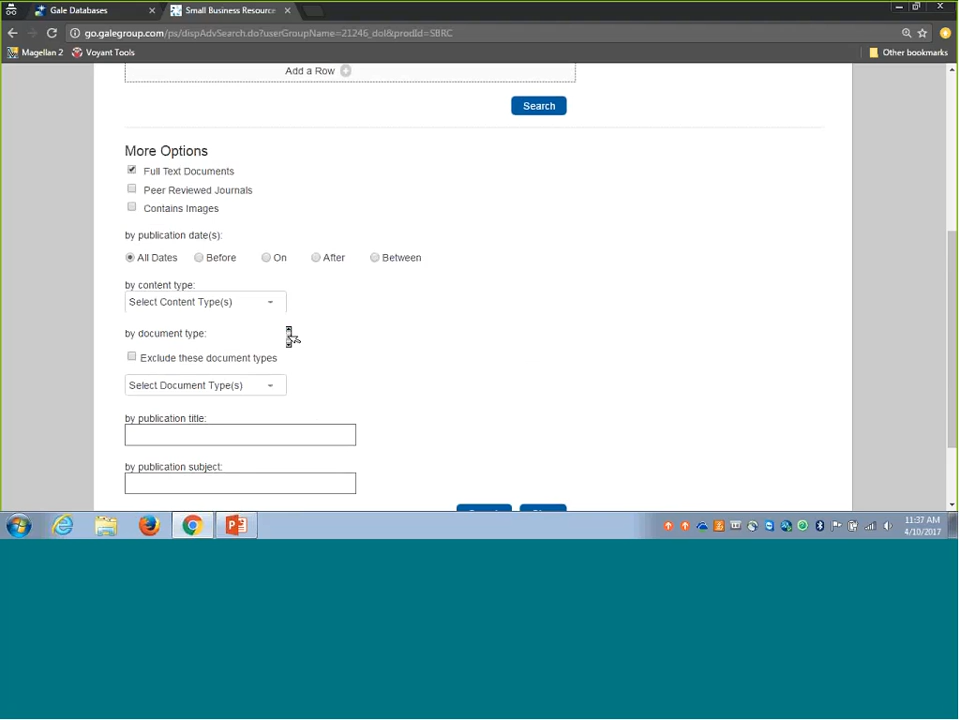 Gale Databases
Small Business Resource
go.galegroup.com/ps/dispAdvSearch.do?userGroupName=21246_dol&prodId=SBRC
Magellan 2 Voyant Tools Other bookmarks
Add a Row
Search
More Options
Full Text Documents
Peer Reviewed Journals
Contains Images
by publication date(s):
All Dates Before On After Between
by content type:
Select Content Type(s)
by document type:
Exclude these document types
Select Document Type(s)
by publication title:
by publication subject:
11:37 AM
4/10/2017